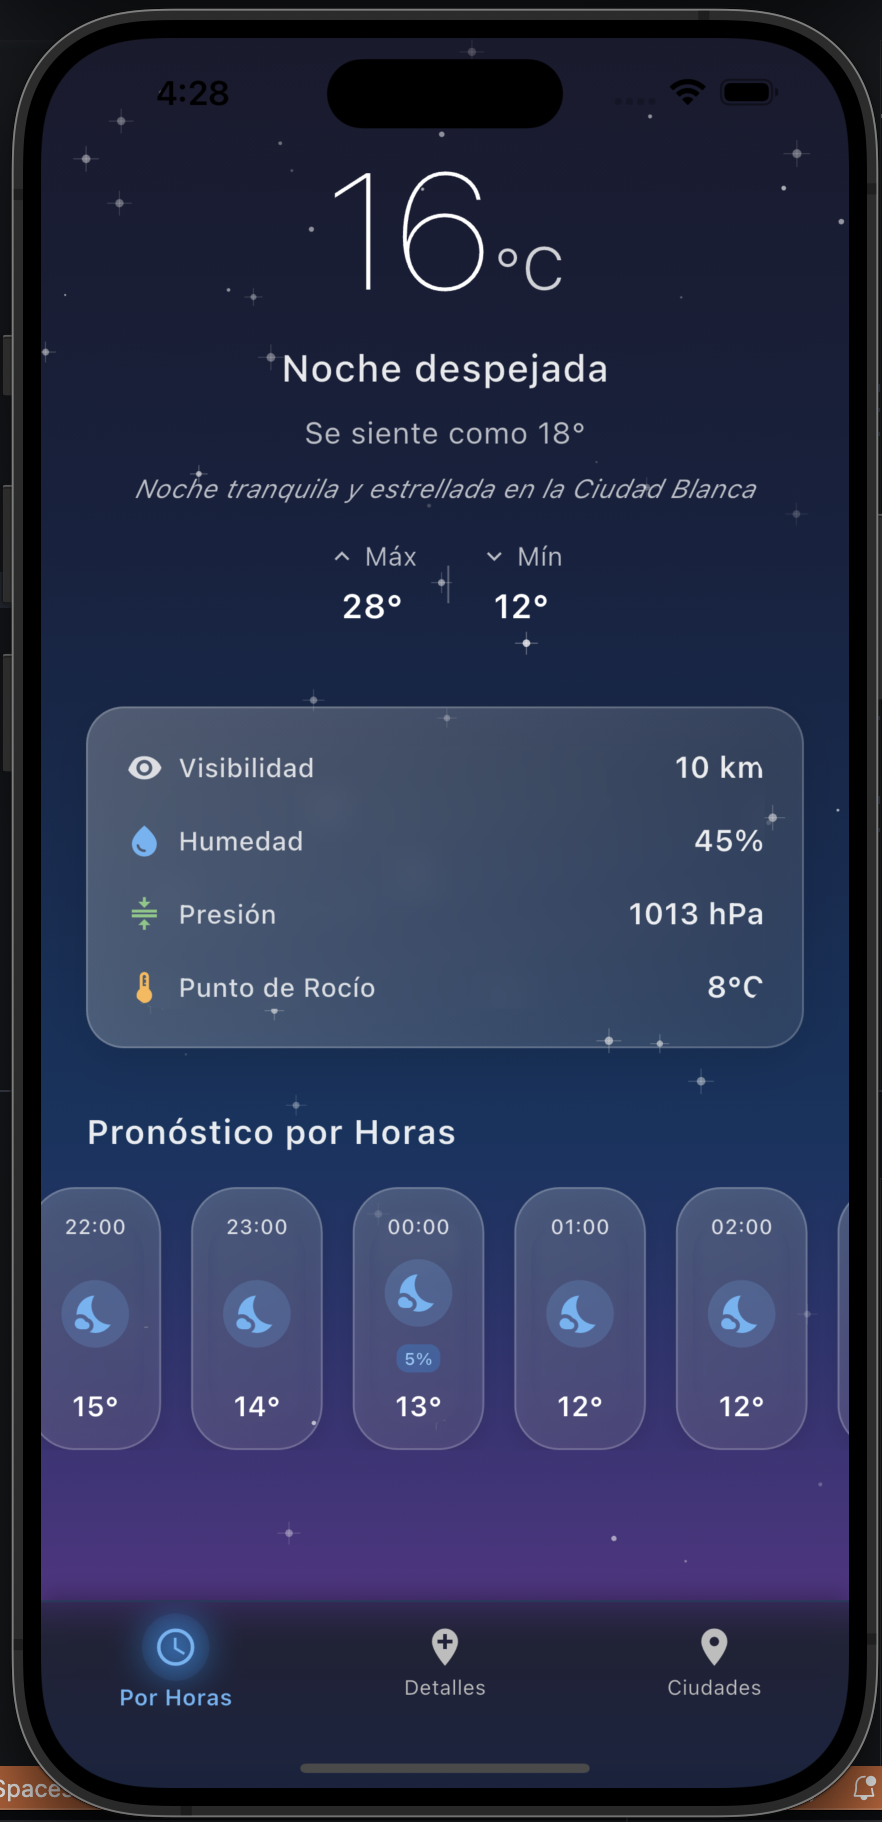 4:28
16°C
Noche despejada
Se siente como 18°
Noche tranquila y estrellada en la Ciudad Blanca
Máx Mín
28° 12°
Visibilidad 10 km
Humedad 45%
Presión 1013 hPa
Punto de Rocío 8°C
Pronóstico por Horas
22:00 23:00 00:00 01:00 02:00
5%
15° 14° 13° 12° 12°
Por Horas Detalles Ciudades
Spaces